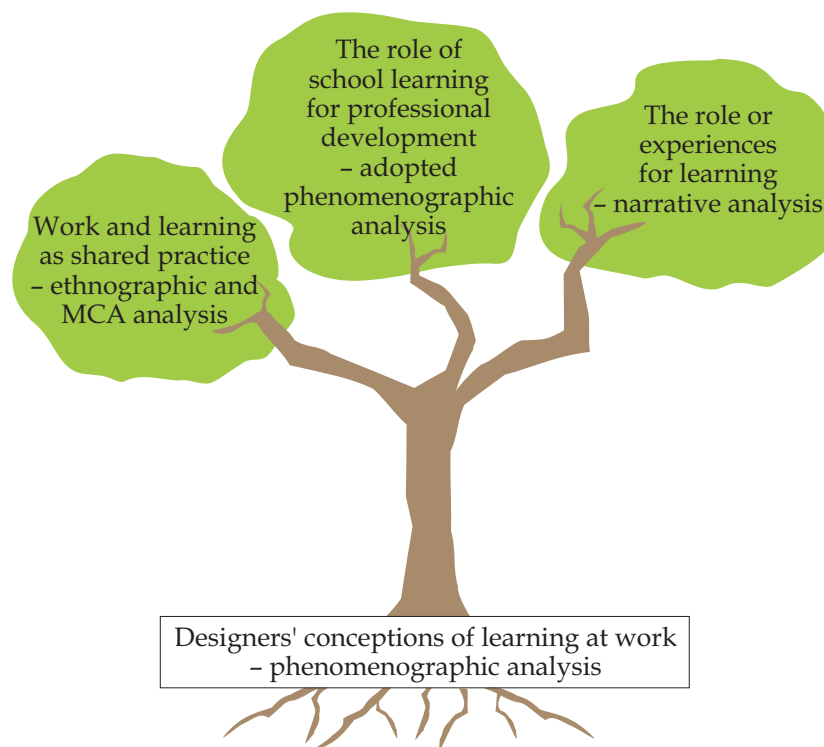 The role of
school learning
for professional
development
– adopted
phenomenographic
analysis
The role or
experiences
for learning
– narrative analysis
Work and learning
as shared practice
– ethnographic and
MCA analysis
Designers' conceptions of learning at work
– phenomenographic analysis